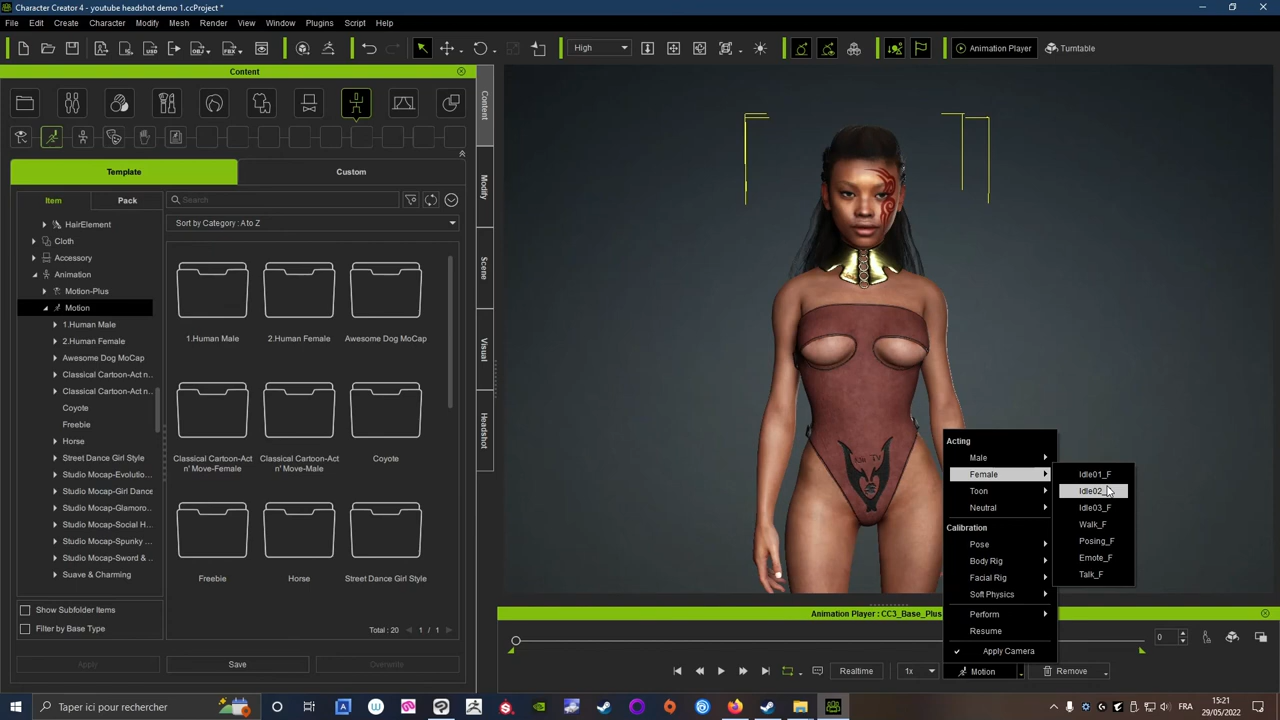 Character Creator 4 - youtube headshot demo 1.ccProject *
File Edit Create Character Modify Mesh Render Window View Plugins Script Help
High
Animation Player
Turntable
Content
Template
Custom
Item
Pack
Search
Sort by Category : A to Z
HairElement
Cloth
Accessory
Animation
Motion-Plus
Motion
1.Human Male
2.Human Female
Awesome Dog MoCap
Classical Cartoon-Act n...
Classical Cartoon-Act n...
Coyote
Freebie
Horse
Street Dance Girl Style
Studio Mocap-Evolutio...
Studio Mocap-Girl Dance
Studio Mocap-Glamoro...
Studio Mocap-Social H...
Studio Mocap-Spunky ...
Studio Mocap-Sword & ...
Suave & Charming
1.Human Male
2.Human Female
Awesome Dog MoCap
Classical Cartoon-Act
n' Move-Female
Classical Cartoon-Act
n' Move-Male
Coyote
Freebie
Horse
Street Dance Girl Style
Show Subfolder Items
Filter by Base Type
Total : 20
1 / 1
Apply
Save
Overwrite
Content
Modify
Scene
Visual
Headshot
Acting
Male
Female
Toon
Neutral
Calibration
Pose
Body Rig
Facial Rig
Soft Physics
Perform
Resume
Apply Camera
Idle01_F
Idle02_
Idle03_F
Walk_F
Posing_F
Emote_F
Talk_F
Animation Player : CC3_Base_Plus
0
Realtime
1x
Motion
Remove
Taper ici pour rechercher
FRA
15:21
29/05/2022